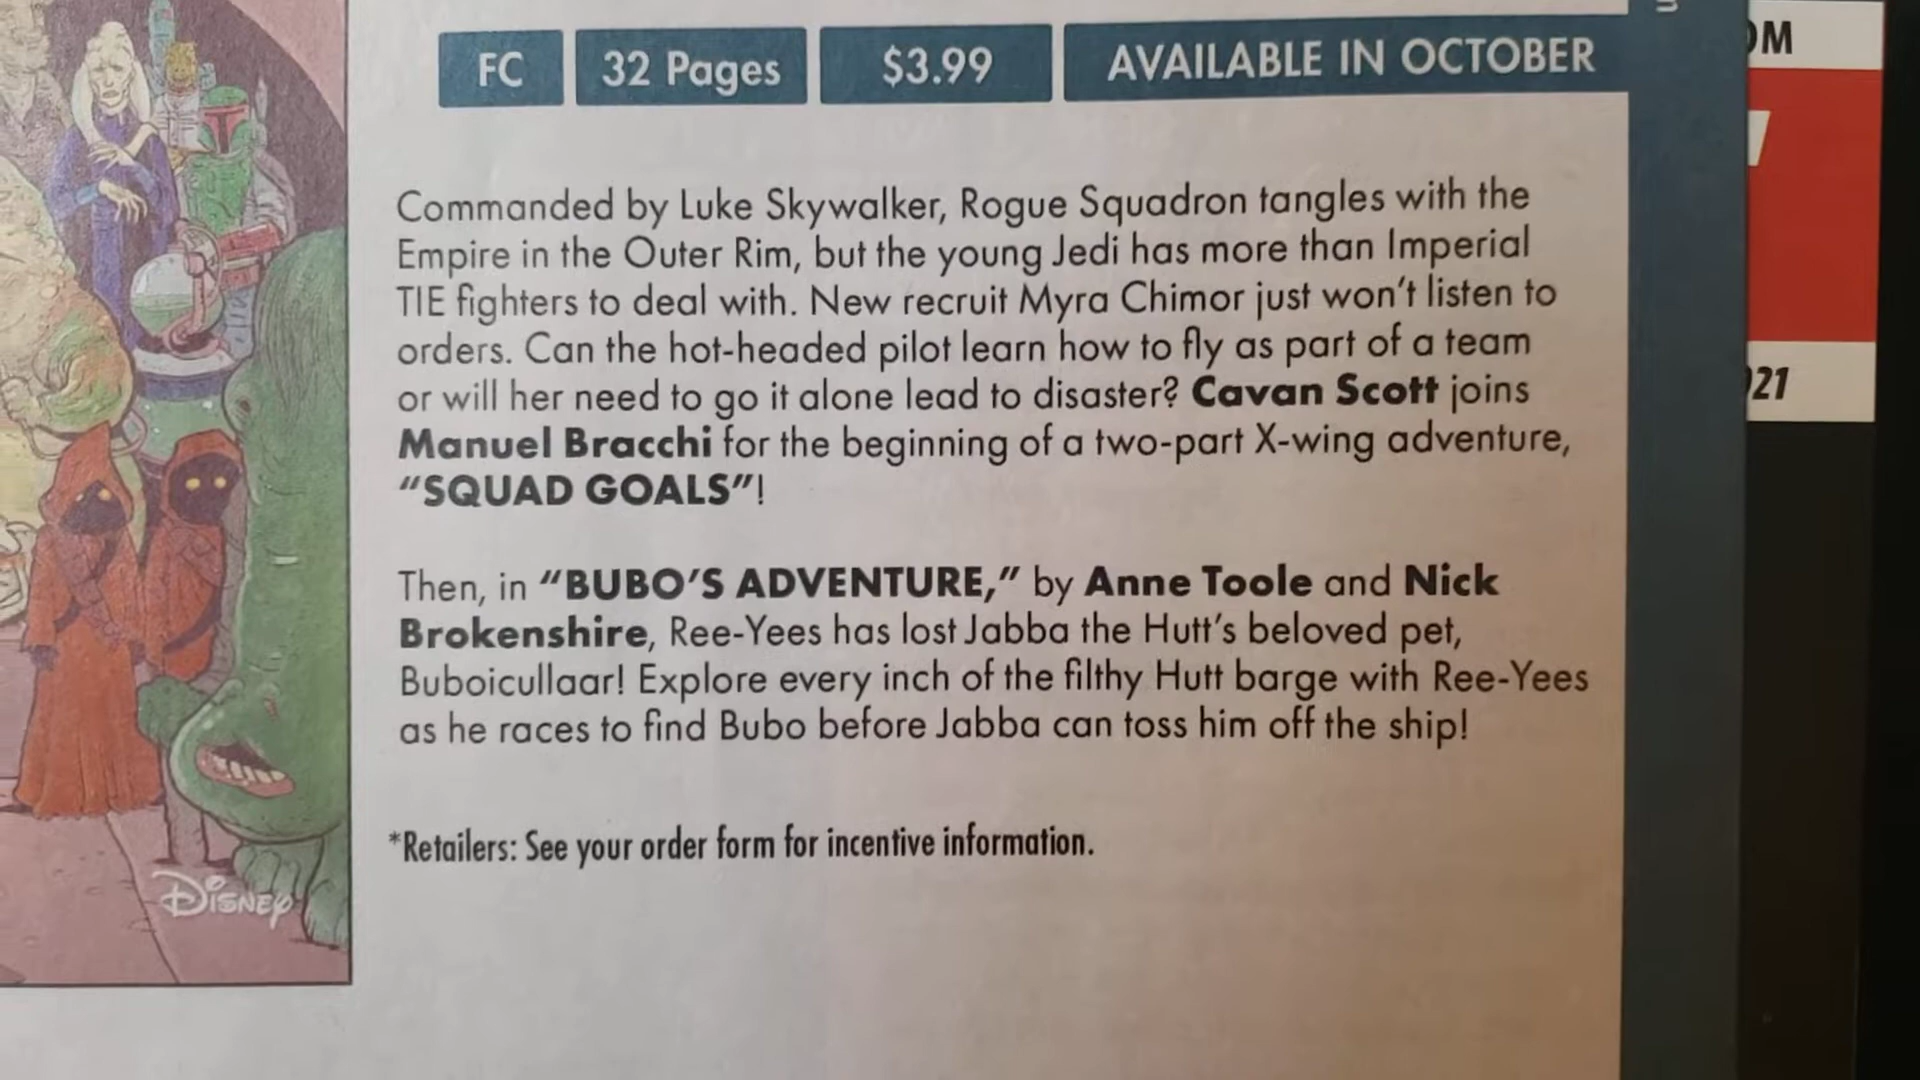 FC 32 Pages $3.99 AVAILABLE IN OCTOBER
Commanded by Luke Skywalker, Rogue Squadron tangles with the
Empire in the Outer Rim, but the young Jedi has more than Imperial
TIE fighters to deal with. New recruit Myra Chimor just won't listen to
orders. Can the hot-headed pilot learn how to fly as part of a team
or will her need to go it alone lead to disaster? Cavan Scott joins
Manuel Bracchi for the beginning of a two-part X-wing adventure,
"SQUAD GOALS"!
Then, in "BUBO'S ADVENTURE," by Anne Toole and Nick
Brokenshire, Ree-Yees has lost Jabba the Hutt's beloved pet,
Buboicullaar! Explore every inch of the filthy Hutt barge with Ree-Yees
as he races to find Bubo before Jabba can toss him off the ship!
*Retailers: See your order form for incentive information.
DISNEY